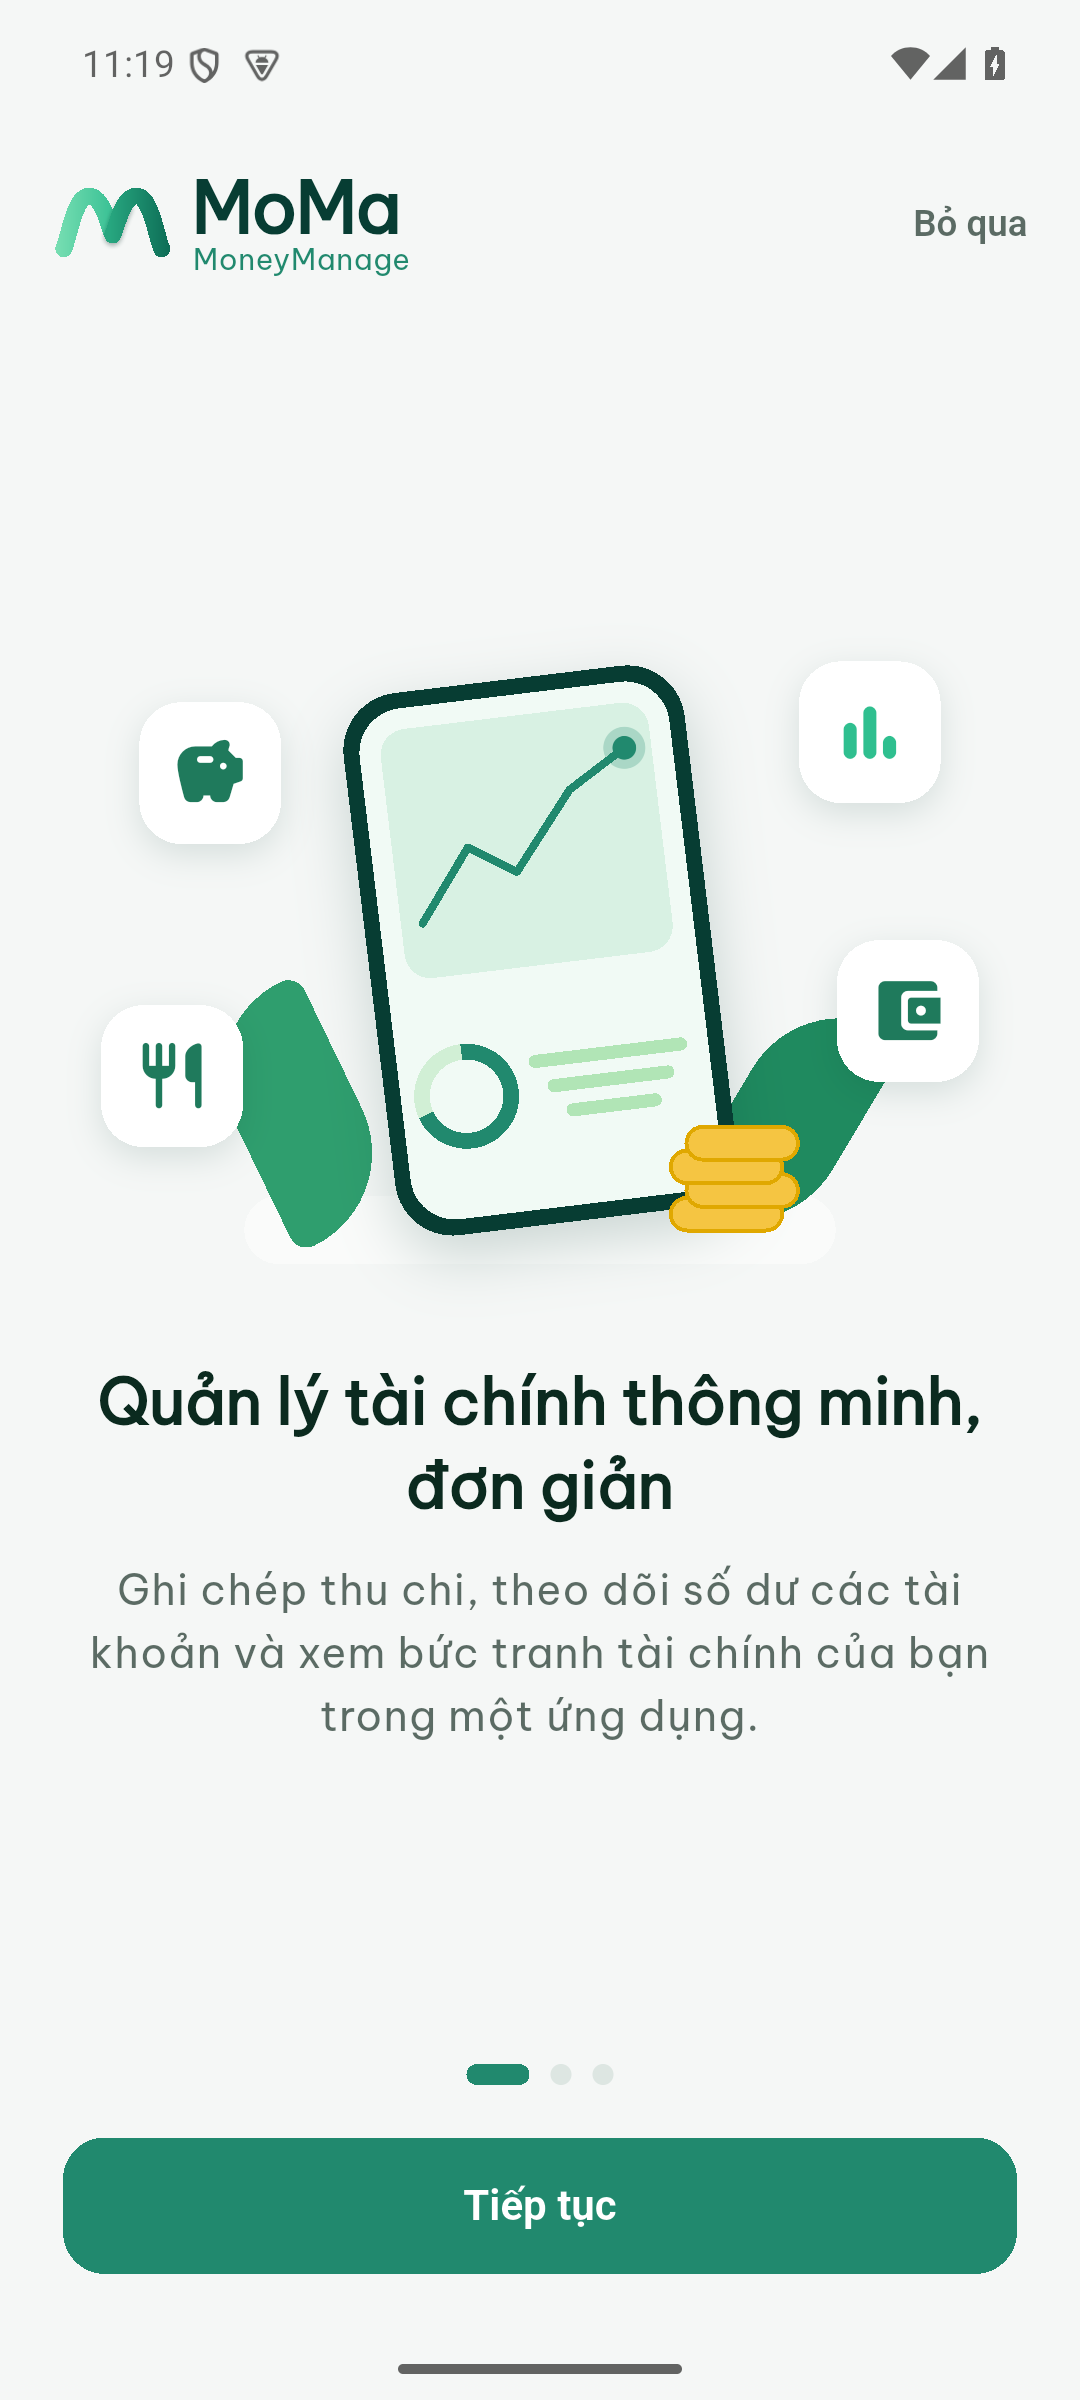 11:19
MoMa
MoneyManage
Bỏ qua
Quản lý tài chính thông minh,
đơn giản
Ghi chép thu chi, theo dõi số dư các tài
khoản và xem bức tranh tài chính của bạn
trong một ứng dụng.
Tiếp tục